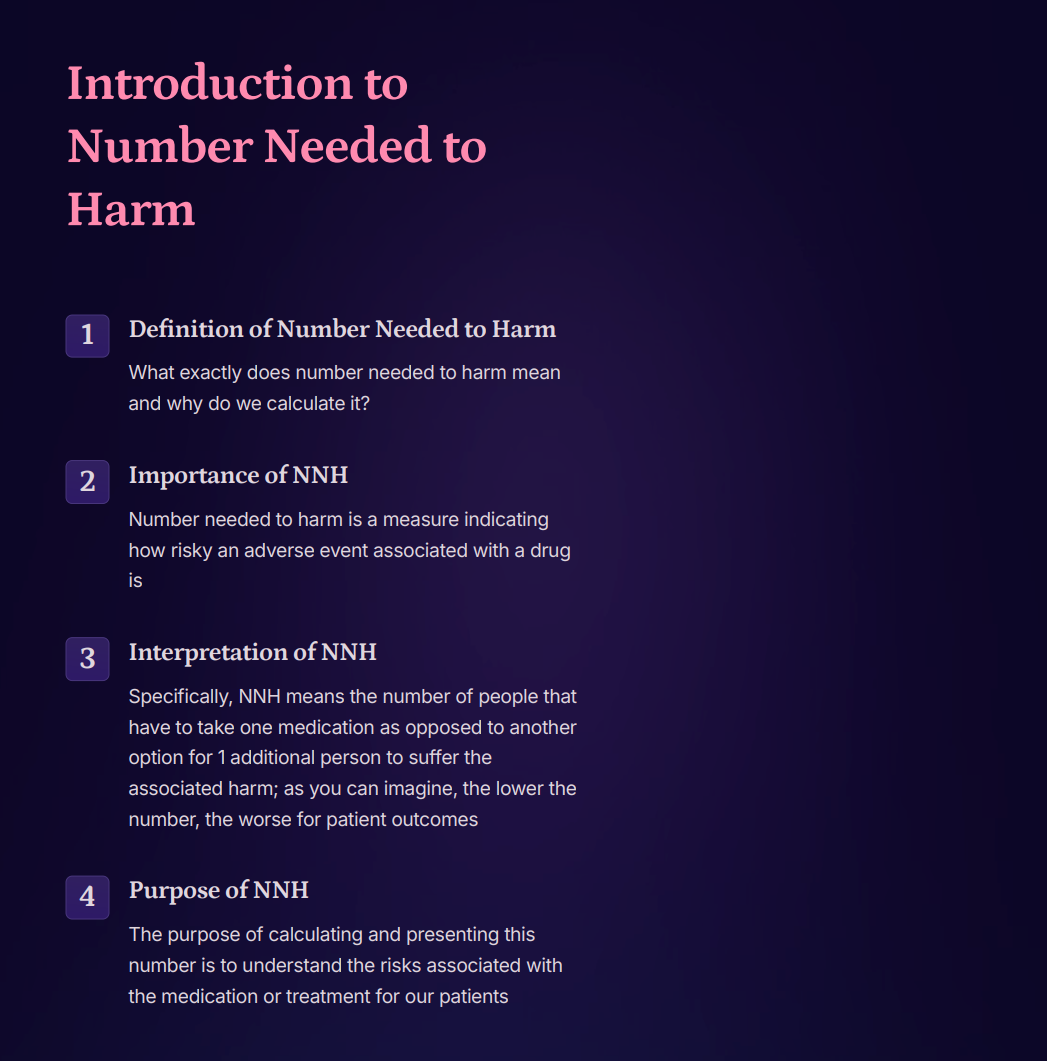 Introduction to
Number Needed to
Harm
1
Definition of Number Needed to Harm
What exactly does number needed to harm mean
and why do we calculate it?
2
Importance of NNH
Number needed to harm is a measure indicating
how risky an adverse event associated with a drug
is
3
Interpretation of NNH
Specifically, NNH means the number of people that
have to take one medication as opposed to another
option for 1 additional person to suffer the
associated harm; as you can imagine, the lower the
number, the worse for patient outcomes
4
Purpose of NNH
The purpose of calculating and presenting this
number is to understand the risks associated with
the medication or treatment for our patients